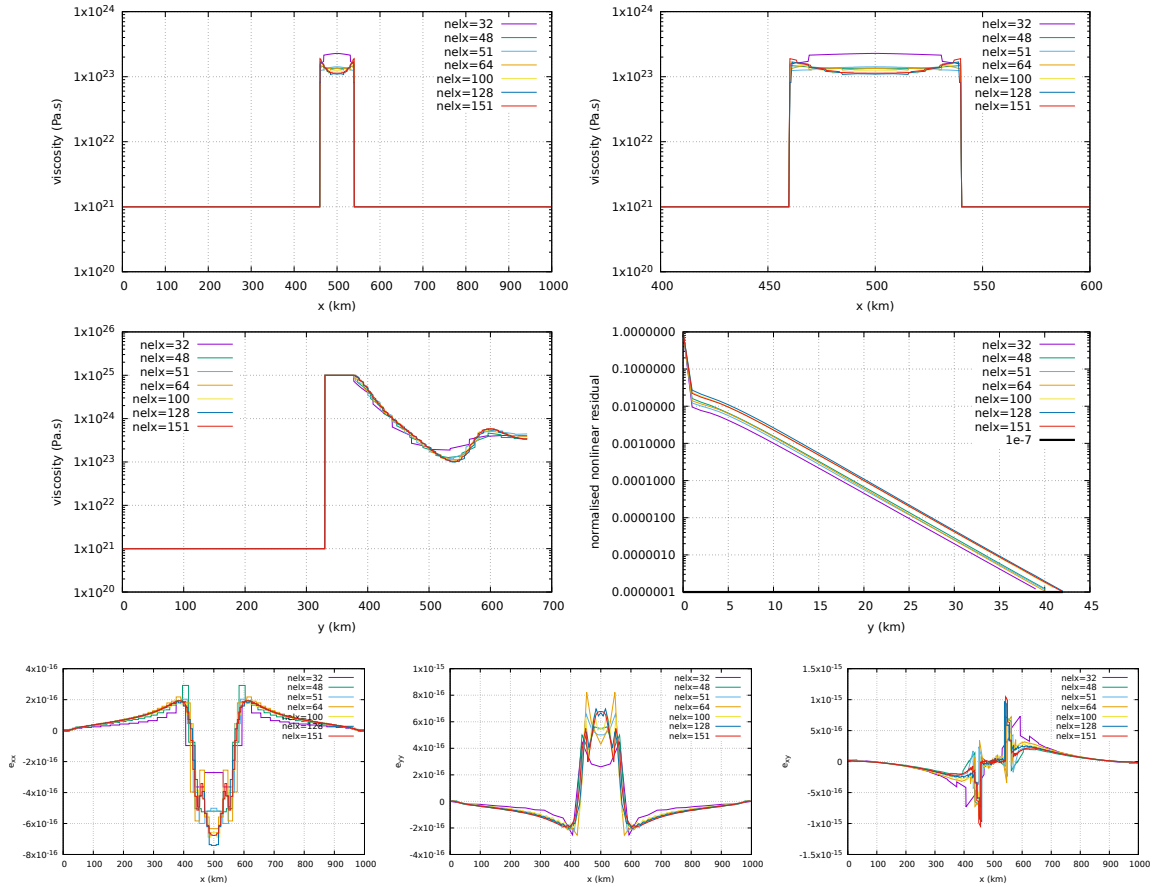 1x10^24
1x10^23
1x10^22
1x10^21
1x10^20
viscosity (Pa.s)
0 100 200 300 400 500 600 700 800 900 1000
x (km)
nelx=32
nelx=48
nelx=51
nelx=64
nelx=100
nelx=128
nelx=151
1x10^24
1x10^23
1x10^22
1x10^21
1x10^20
viscosity (Pa.s)
400 450 500 550 600
x (km)
nelx=32
nelx=48
nelx=51
nelx=64
nelx=100
nelx=128
nelx=151
1x10^26
1x10^25
1x10^24
1x10^23
1x10^22
1x10^21
1x10^20
viscosity (Pa.s)
0 100 200 300 400 500 600 700
y (km)
nelx=32
nelx=48
nelx=51
nelx=64
nelx=100
nelx=128
nelx=151
1.0000000
0.1000000
0.0100000
0.0010000
0.0001000
0.0000100
0.0000010
0.0000001
normalised nonlinear residual
0 5 10 15 20 25 30 35 40 45
y (km)
nelx=32
nelx=48
nelx=51
nelx=64
nelx=100
nelx=128
nelx=151
1e-7
4x10^-16
2x10^-16
0
-2x10^-16
-4x10^-16
-6x10^-16
-8x10^-16
e_xx
0 100 200 300 400 500 600 700 800 900 1000
x (km)
nelx=32
nelx=48
nelx=51
nelx=64
nelx=100
nelx=128
nelx=151
1x10^-15
8x10^-16
6x10^-16
4x10^-16
2x10^-16
0
-2x10^-16
-4x10^-16
e_yy
0 100 200 300 400 500 600 700 800 900 1000
x (km)
nelx=32
nelx=48
nelx=51
nelx=64
nelx=100
nelx=128
nelx=151
1.5x10^-15
1x10^-15
5x10^-16
0
-5x10^-16
-1x10^-15
-1.5x10^-15
e_xy
0 100 200 300 400 500 600 700 800 900 1000
x (km)
nelx=32
nelx=48
nelx=51
nelx=64
nelx=100
nelx=128
nelx=151